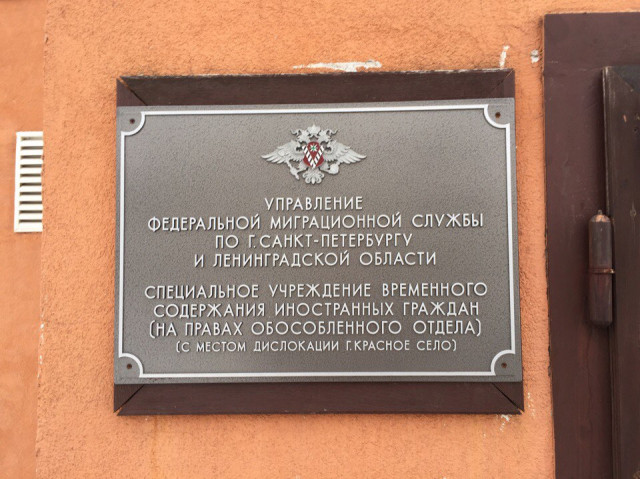 УПРАВЛЕНИЕ
ФЕДЕРАЛЬНОЙ МИГРАЦИОННОЙ СЛУЖБЫ
ПО Г.САНКТ-ПЕТЕРБУРГУ
И ЛЕНИНГРАДСКОЙ ОБЛАСТИ
СПЕЦИАЛЬНОЕ УЧРЕЖДЕНИЕ ВРЕМЕННОГО
СОДЕРЖАНИЯ ИНОСТРАННЫХ ГРАЖДАН
(НА ПРАВАХ ОБОСОБЛЕННОГО ОТДЕЛА)
(С МЕСТОМ ДИСЛОКАЦИИ Г.КРАСНОЕ СЕЛО)